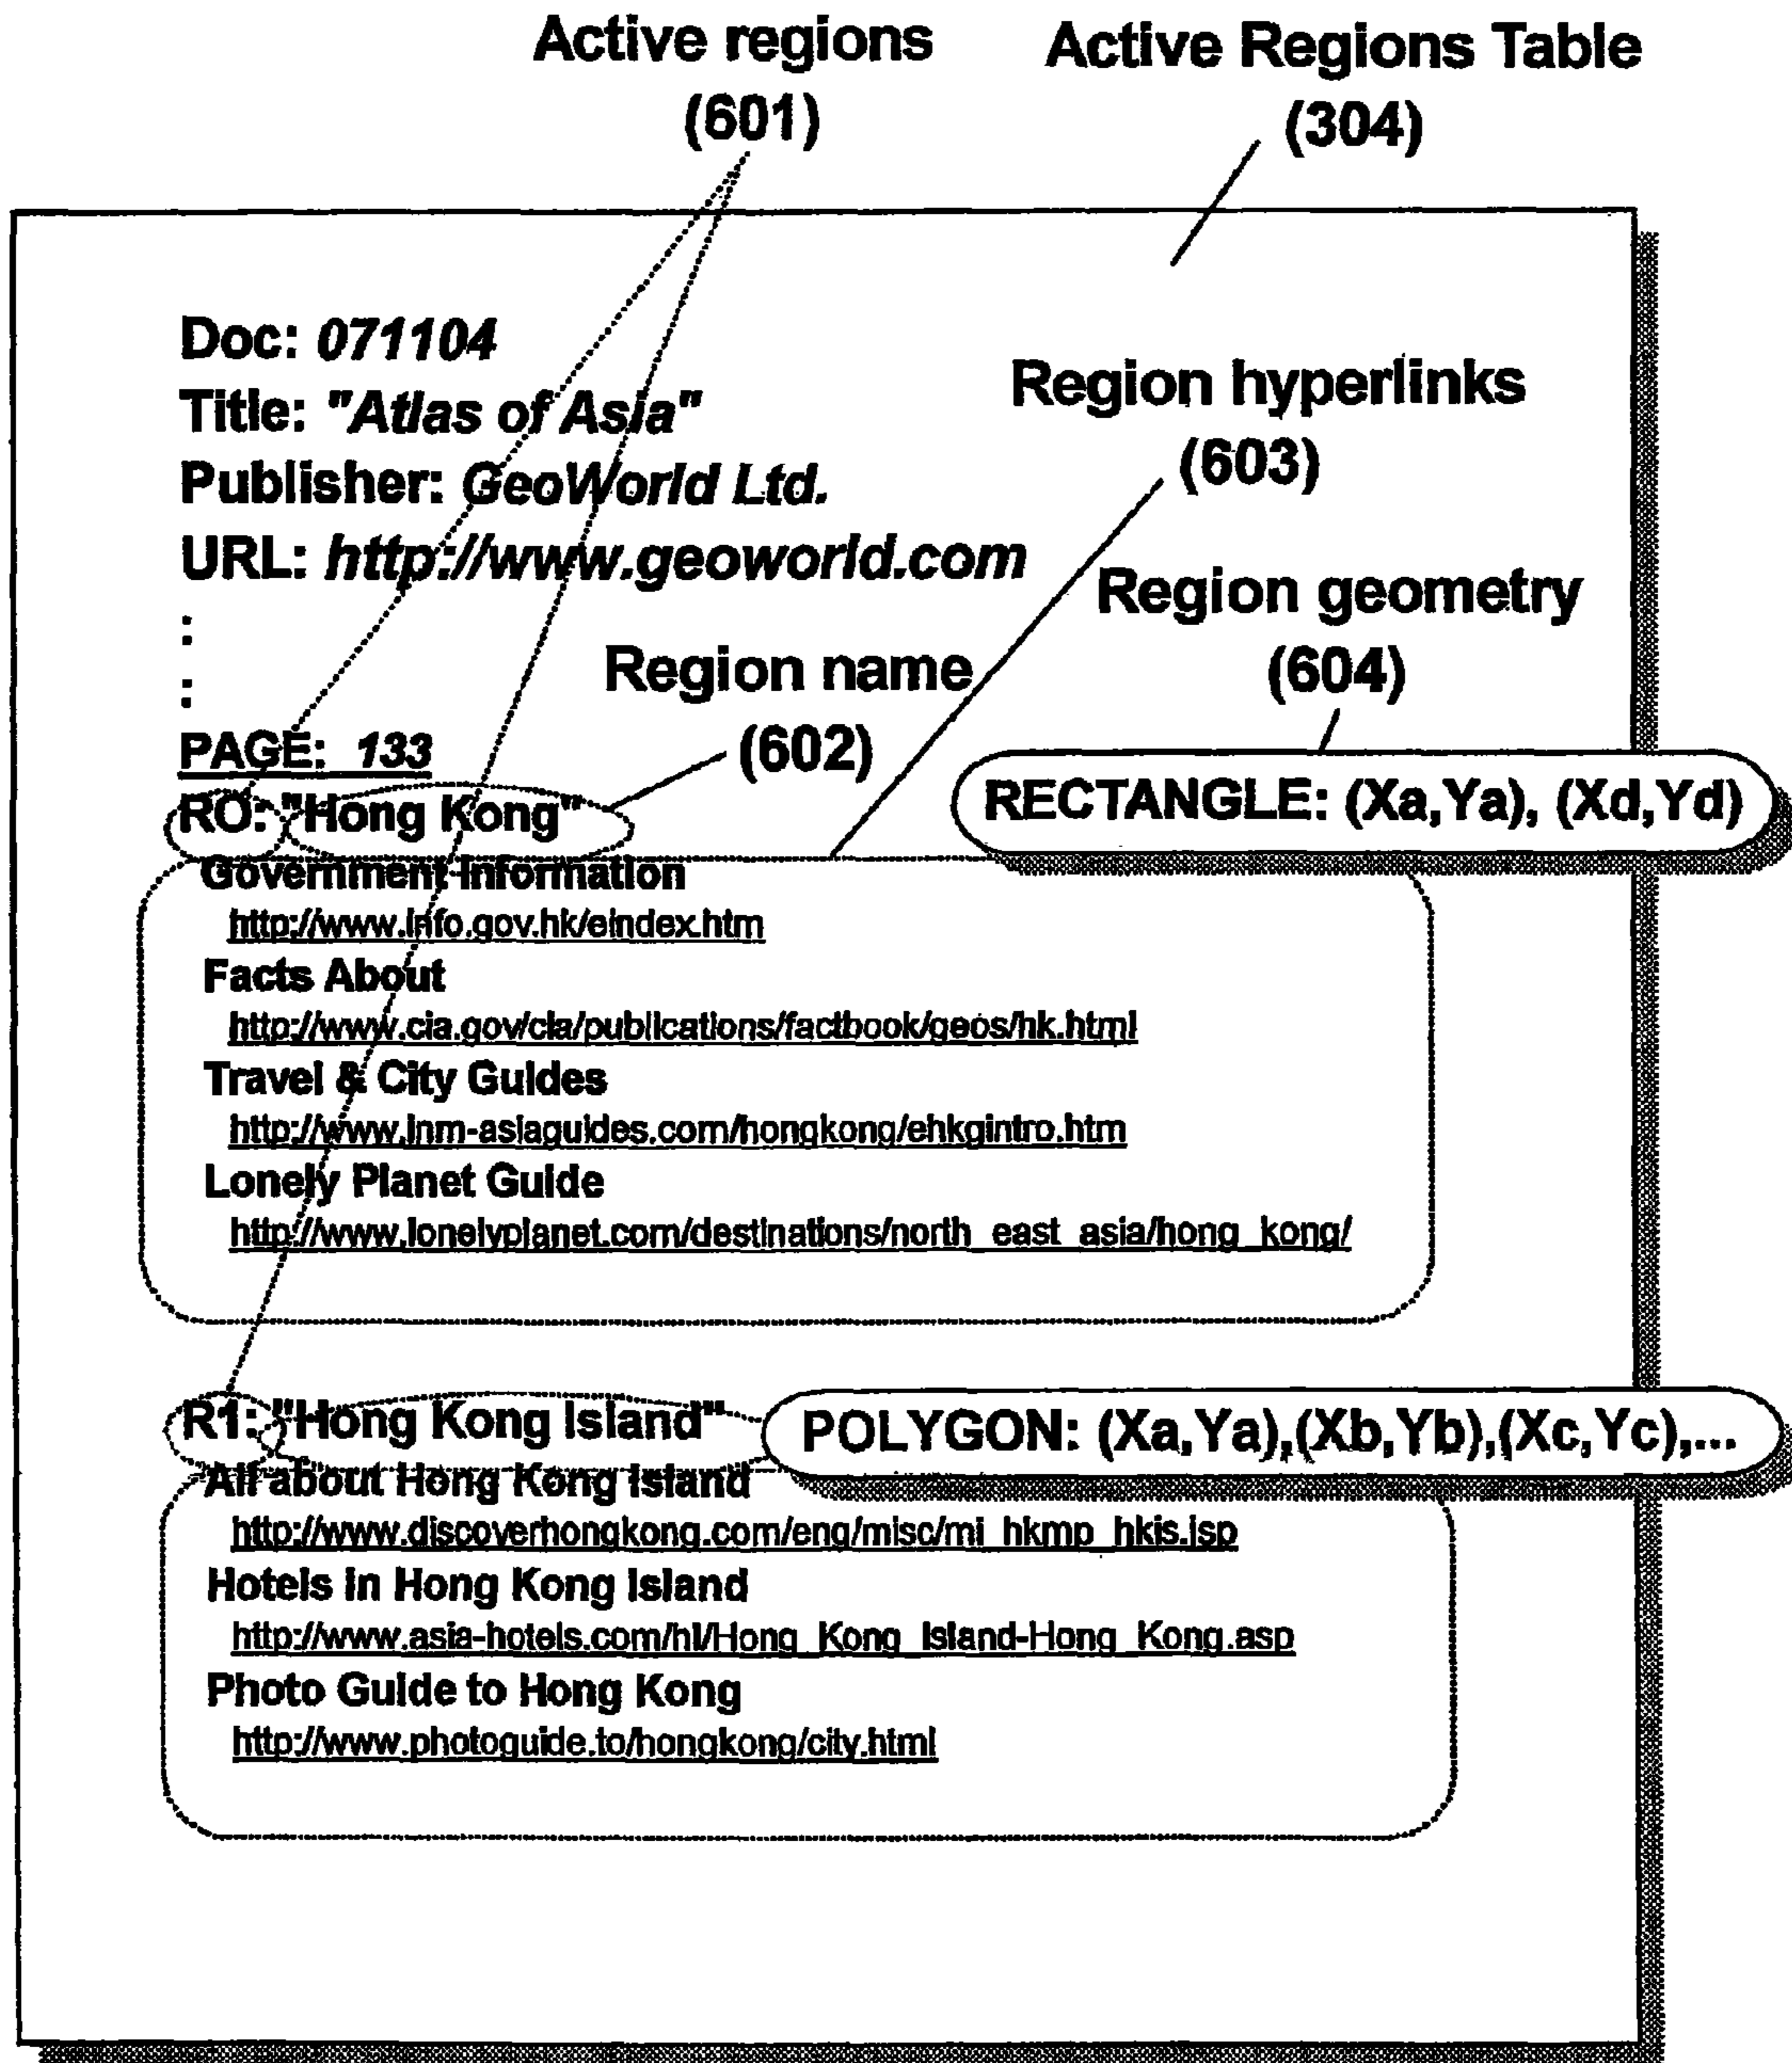 Active regions
(601)
Active Regions Table
(304)
Doc: 071104
Title: "Atlas of Asia"
Publisher: GeoWorld Ltd.
URL: http://www.geoworld.com
:
:
Region hyperlinks
(603)
Region geometry
(604)
Region name
(602)
PAGE: 133
RO: "Hong Kong"
RECTANGLE: (Xa,Ya), (Xd,Yd)
Government Information
http://www.info.gov.hk/eindex.htm
Facts About
http://www.cia.gov/cia/publications/factbook/geos/hk.html
Travel & City Guides
http://www.inm-asiaguides.com/hongkong/ehkgintro.htm
Lonely Planet Guide
http://www.lonelyplanet.com/destinations/north_east_asia/hong_kong/
R1: "Hong Kong Island"
POLYGON: (Xa,Ya),(Xb,Yb),(Xc,Yc),...
All about Hong Kong Island
http://www.discoverhongkong.com/eng/misc/mi_hkmp_hkis.jsp
Hotels in Hong Kong Island
http://www.asia-hotels.com/hl/Hong_Kong_Island-Hong_Kong.asp
Photo Guide to Hong Kong
http://www.photoguide.to/hongkong/city.html